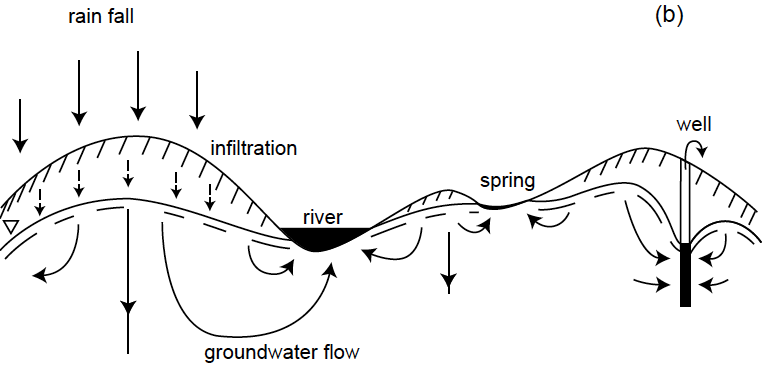 rain fall
(b)
well
infiltration
spring
river
groundwater flow